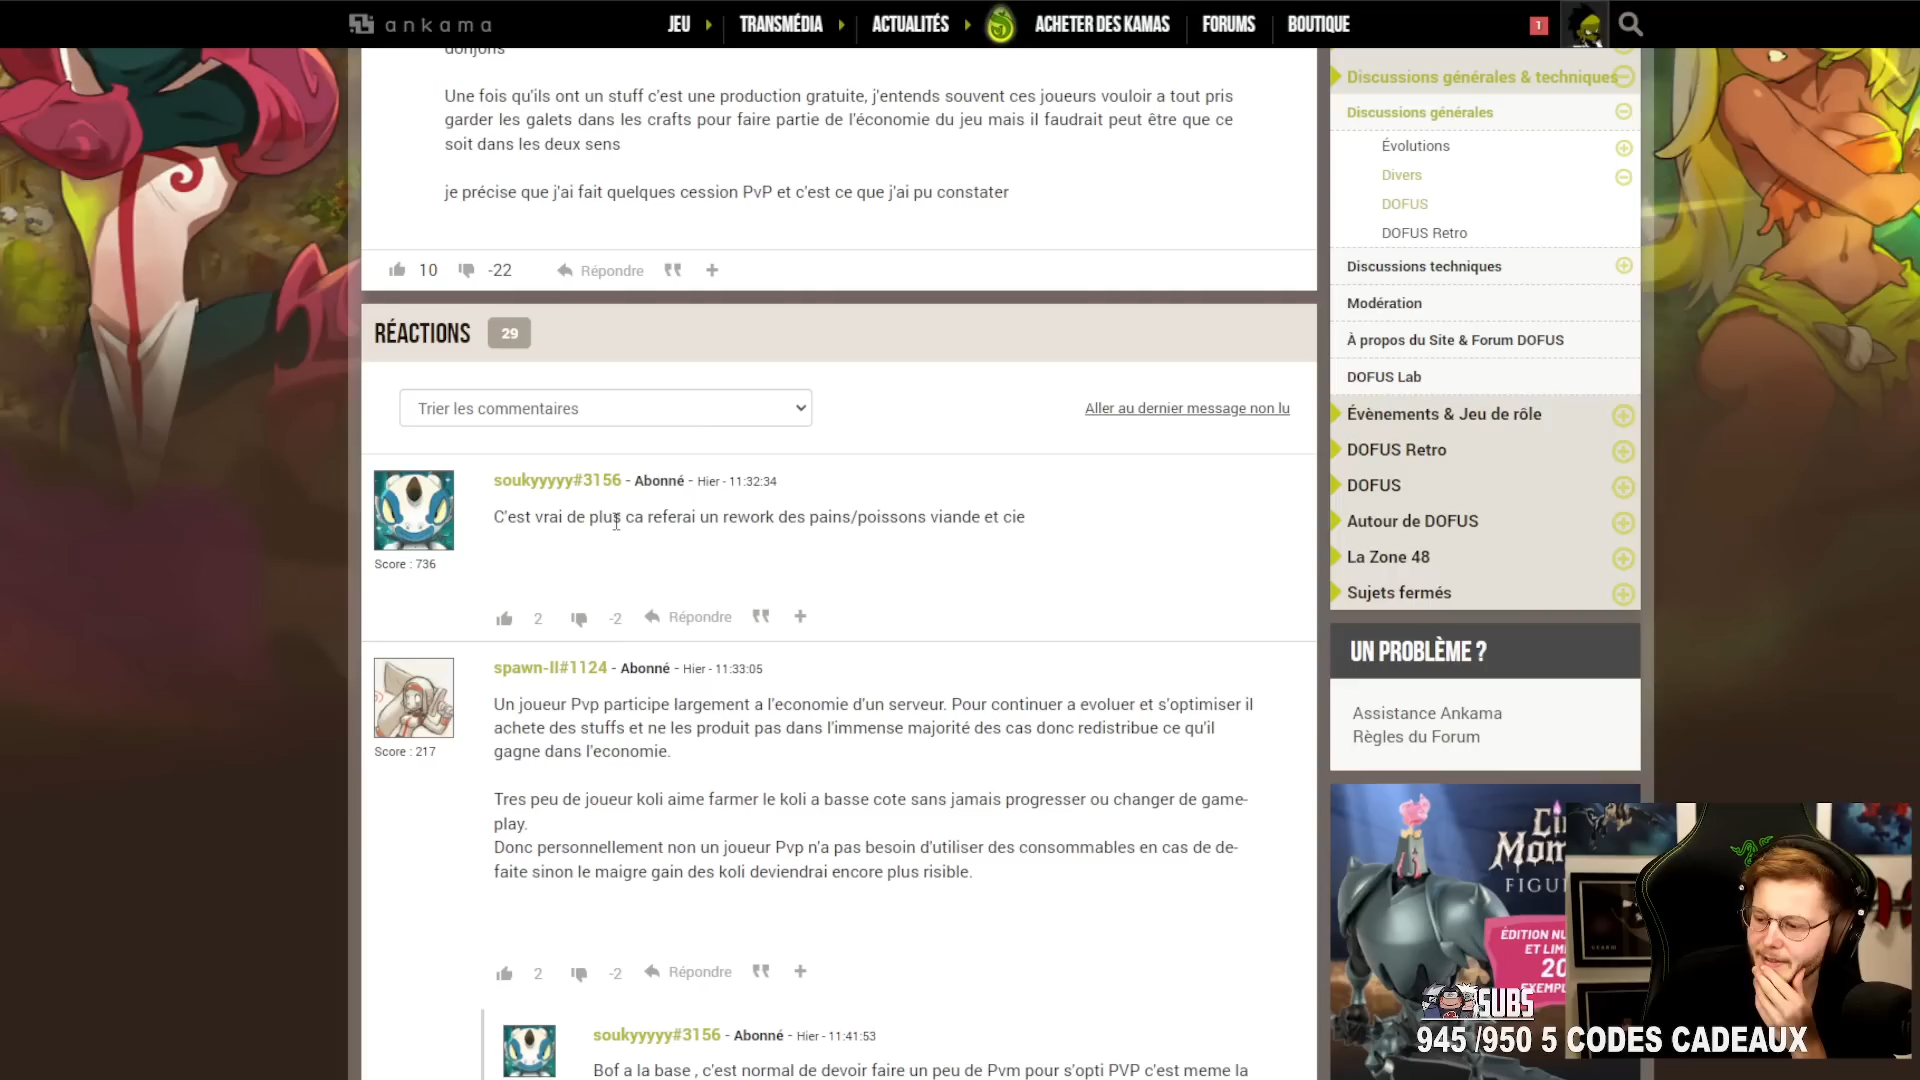 ankama
JEU
TRANSMÉDIA
ACTUALITÉS
ACHETER DES KAMAS
FORUMS
BOUTIQUE
1
donjons
Une fois qu'ils ont un stuff c'est une production gratuite, j'entends souvent ces joueurs vouloir a tout pris
garder les galets dans les crafts pour faire partie de l'économie du jeu mais il faudrait peut être que ce
soit dans les deux sens
je précise que j'ai fait quelques cession PvP et c'est ce que j'ai pu constater
10 -22 Répondre
RÉACTIONS 29
Trier les commentaires
Aller au dernier message non lu
soukyyyyy#3156 - Abonné - Hier - 11:32:34
C'est vrai de plus ca referai un rework des pains/poissons viande et cie
Score : 736
2 -2 Répondre
spawn-II#1124 - Abonné - Hier - 11:33:05
Un joueur Pvp participe largement a l'economie d'un serveur. Pour continuer a evoluer et s'optimiser il
achete des stuffs et ne les produit pas dans l'immense majorité des cas donc redistribue ce qu'il
gagne dans l'economie.
Score : 217
Tres peu de joueur koli aime farmer le koli a basse cote sans jamais progresser ou changer de game-
play.
Donc personnellement non un joueur Pvp n'a pas besoin d'utiliser des consommables en cas de de-
faite sinon le maigre gain des koli deviendrai encore plus risible.
2 -2 Répondre
soukyyyyy#3156 - Abonné - Hier - 11:41:53
Bof a la base , c'est normal de devoir faire un peu de Pvm pour s'opti PVP c'est meme la
Discussions générales & techniques
Discussions générales
Évolutions
Divers
DOFUS
DOFUS Retro
Discussions techniques
Modération
À propos du Site & Forum DOFUS
DOFUS Lab
Évènements & Jeu de rôle
DOFUS Retro
DOFUS
Autour de DOFUS
La Zone 48
Sujets fermés
UN PROBLÈME ?
Assistance Ankama
Règles du Forum
FIGU
ÉDITION NU
ET LIM
20
EXEMPL
SUBS
945 /950 5 CODES CADEAUX